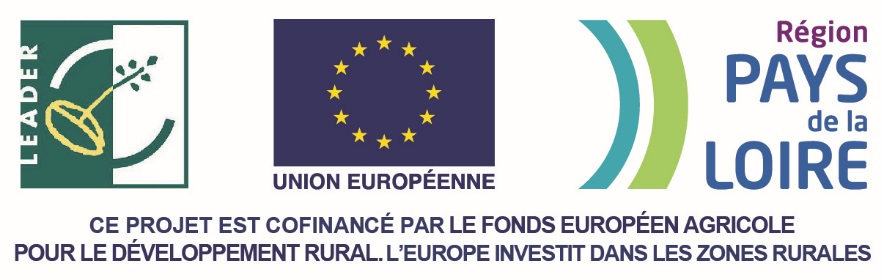 LEADER
UNION EUROPÉENNE
Région
PAYS
de la
LOIRE
CE PROJET EST COFINANCÉ PAR LE FONDS EUROPÉEN AGRICOLE
POUR LE DÉVELOPPEMENT RURAL. L'EUROPE INVESTIT DANS LES ZONES RURALES